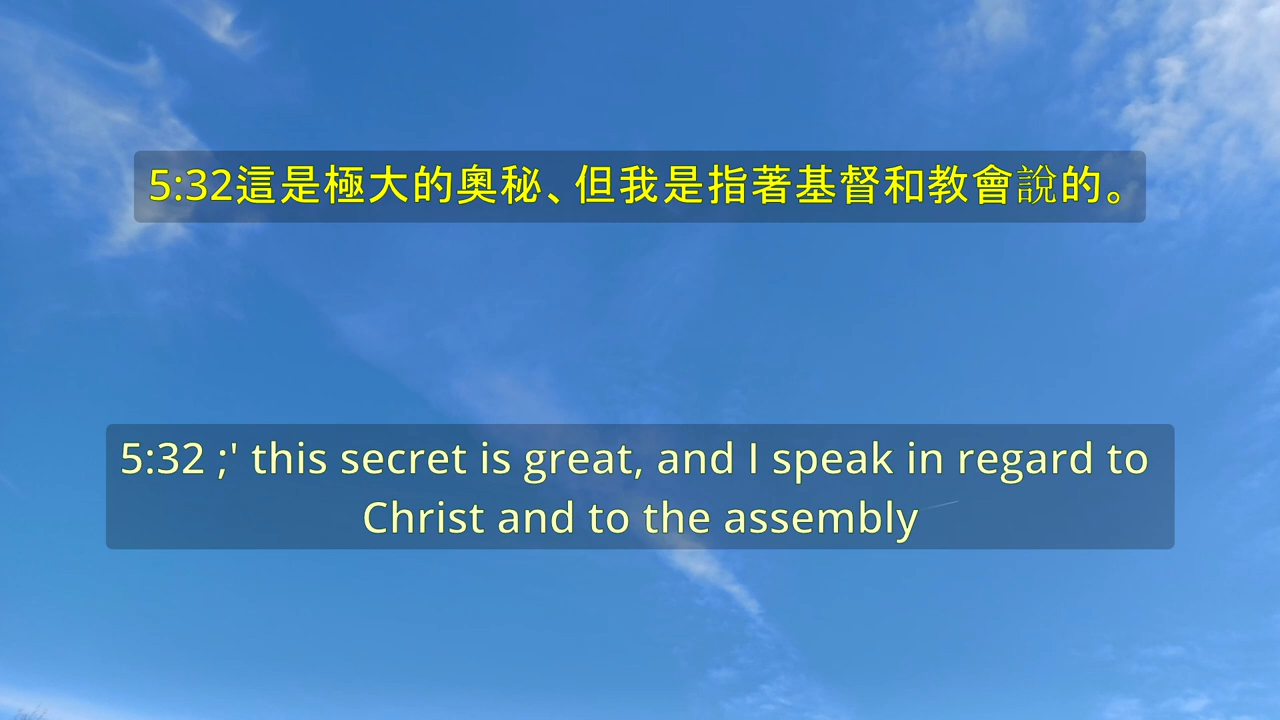 5:32這是極大的奧秘、但我是指著基督和教會說的。
5:32 ;' this secret is great, and I speak in regard to
Christ and to the assembly